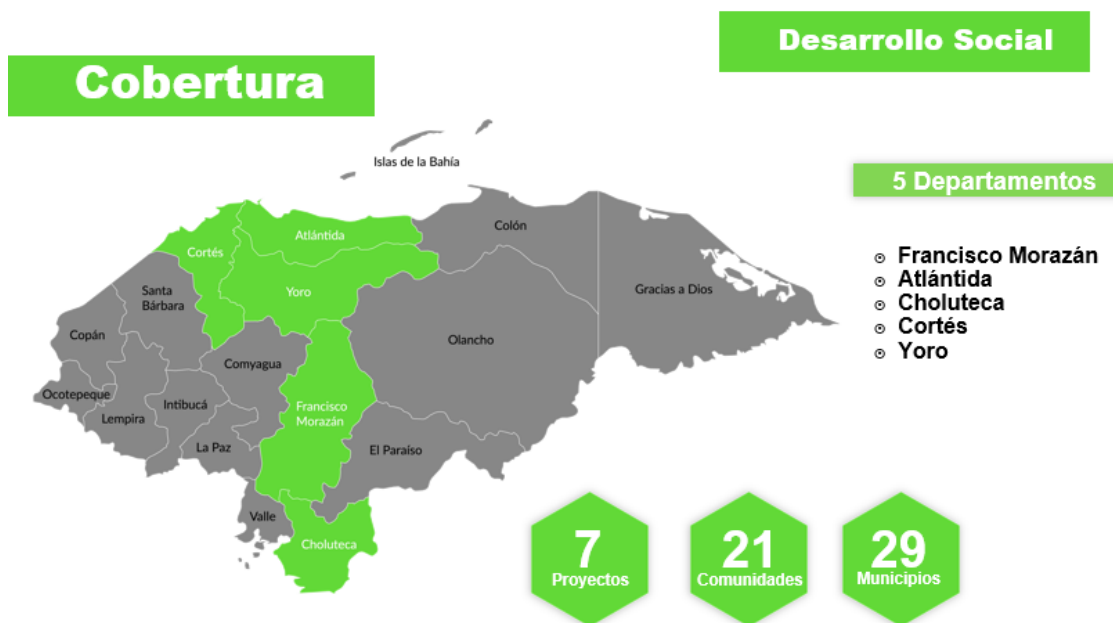 Desarrollo Social
Cobertura
Islas de la Bahía
5 Departamentos
Francisco Morazán
Atlántida
Choluteca
Cortés
Yoro
Atlántida
Colón
Cortés
Yoro
Santa
Bárbara
Gracias a Dios
Copán
Olancho
Comyagua
Ocotepeque
Intibucá
Francisco
Morazán
Lempira
La Paz
El Paraíso
Valle
Choluteca
7
Proyectos
21
Comunidades
29
Municipios